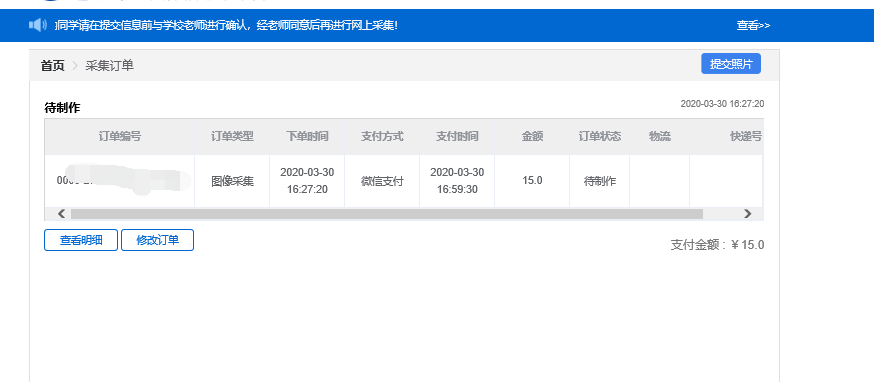 同学请在提交信息前与学校老师进行确认，经老师同意后再进行网上采集！ 查看>>
首页 > 采集订单 提交照片
待制作 2020-03-30 16:27:20
订单编号 订单类型 下单时间 支付方式 支付时间 金额 订单状态 物流 快递号
图像采集 2020-03-30 微信支付 2020-03-30 15.0 待制作
16:27:20 16:59:30
查看明细 修改订单 支付金额：¥ 15.0